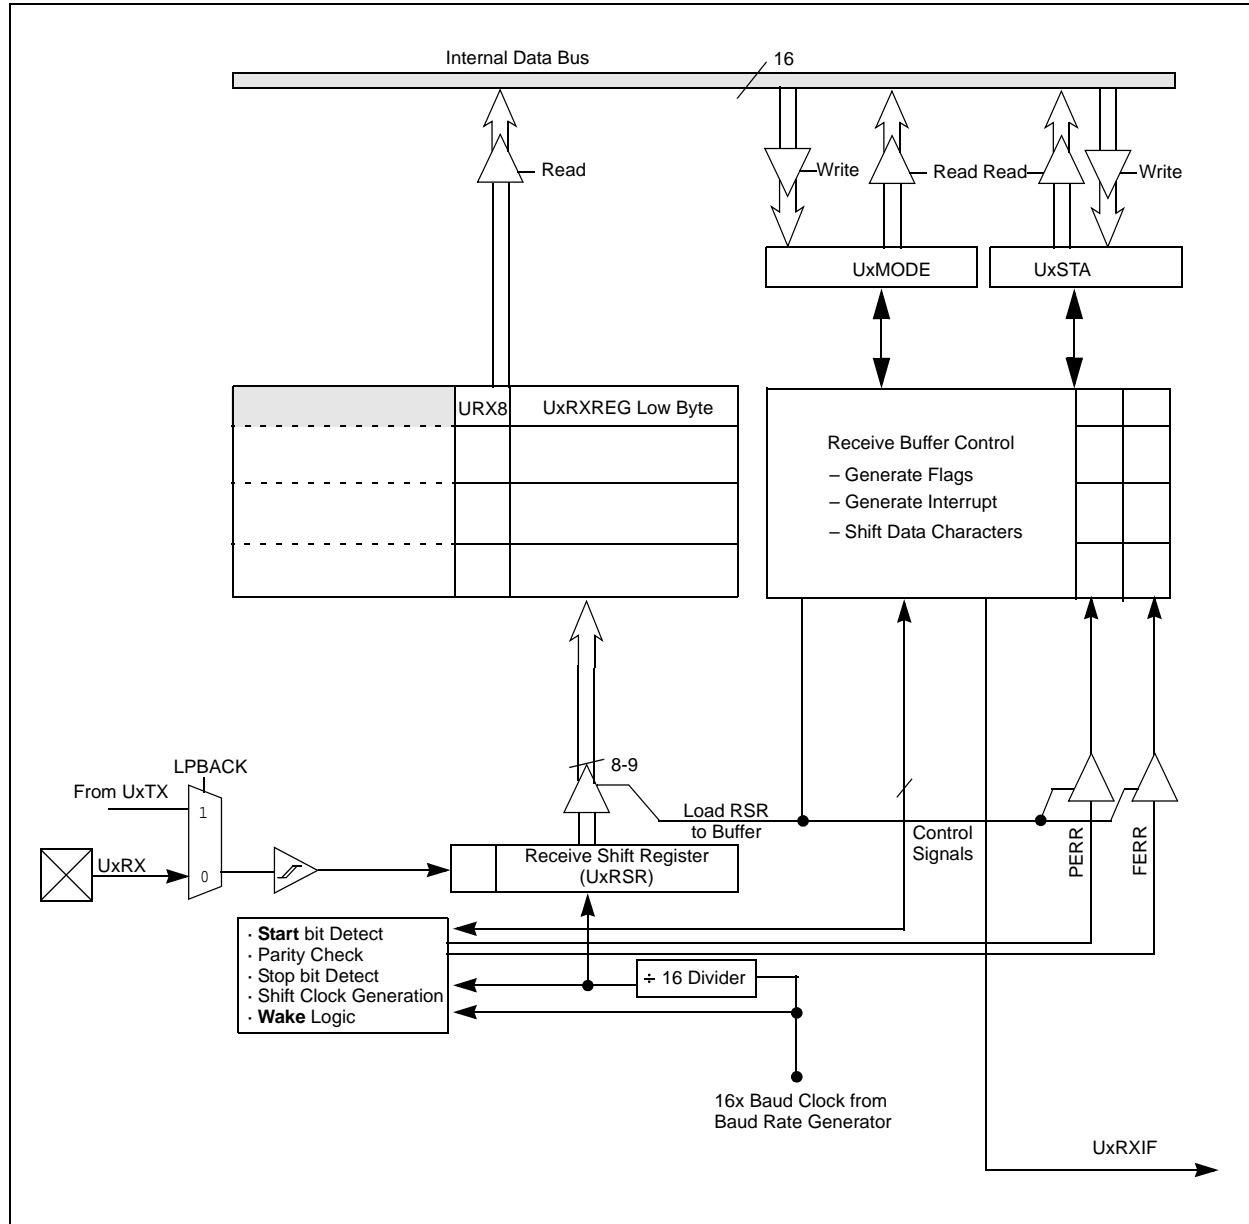 Internal Data Bus
16
Read
Write
Read Read
Write
UxMODE
UxSTA
URX8
UxRXREG Low Byte
Receive Buffer Control
– Generate Flags
– Generate Interrupt
– Shift Data Characters
LPBACK
From UxTX
1
0
UxRX
8-9
Load RSR
to Buffer
Control
Signals
PERR
FERR
Receive Shift Register
(UxRSR)
· Start bit Detect
· Parity Check
· Stop bit Detect
· Shift Clock Generation
· Wake Logic
÷ 16 Divider
16x Baud Clock from
Baud Rate Generator
UxRXIF